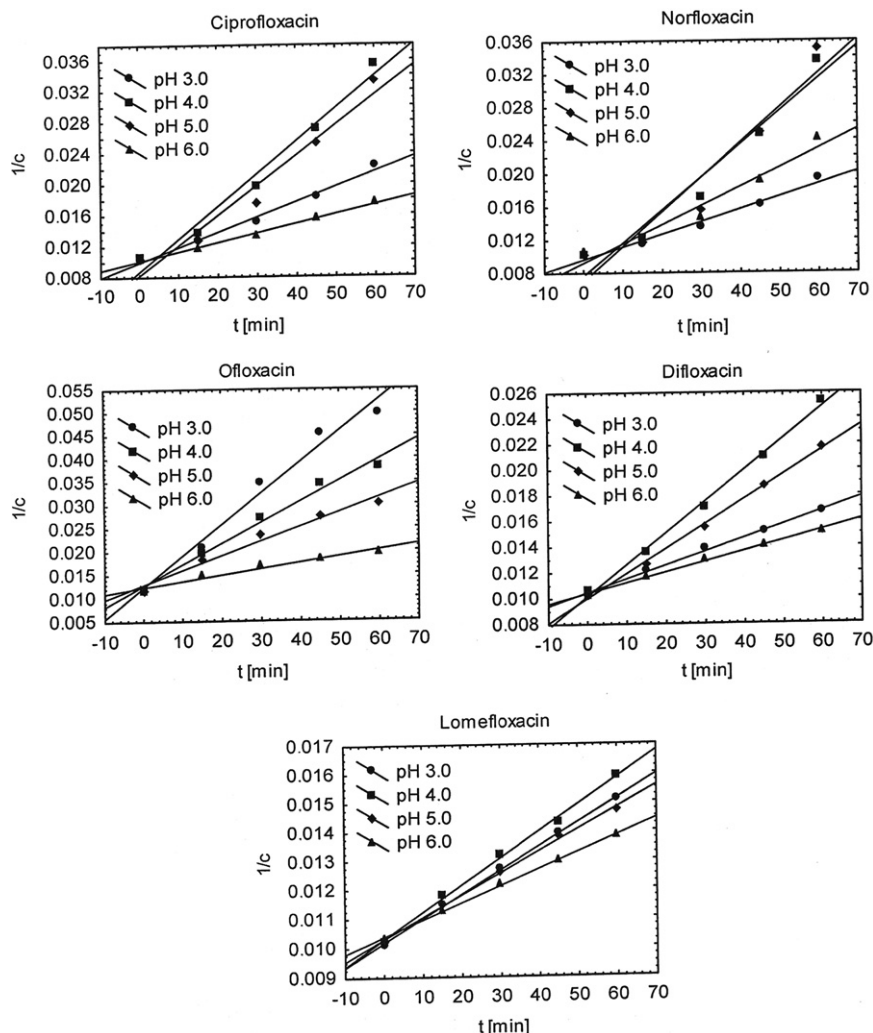 Ciprofloxacin
0.036
0.032
0.028
0.024
0.020
0.016
0.012
0.008
1/c
pH 3.0
pH 4.0
pH 5.0
pH 6.0
-10 0 10 20 30 40 50 60 70
t [min]
Norfloxacin
0.036
0.032
0.028
0.024
0.020
0.016
0.012
0.008
1/c
pH 3.0
pH 4.0
pH 5.0
pH 6.0
-10 0 10 20 30 40 50 60 70
t [min]
Ofloxacin
0.055
0.050
0.045
0.040
0.035
0.030
0.025
0.020
0.015
0.010
0.005
1/c
pH 3.0
pH 4.0
pH 5.0
pH 6.0
-10 0 10 20 30 40 50 60 70
t [min]
Difloxacin
0.026
0.024
0.022
0.020
0.018
0.016
0.014
0.012
0.010
0.008
1/c
pH 3.0
pH 4.0
pH 5.0
pH 6.0
-10 0 10 20 30 40 50 60 70
t [min]
Lomefloxacin
0.017
0.016
0.015
0.014
0.013
0.012
0.011
0.010
0.009
1/c
pH 3.0
pH 4.0
pH 5.0
pH 6.0
-10 0 10 20 30 40 50 60 70
t [min]